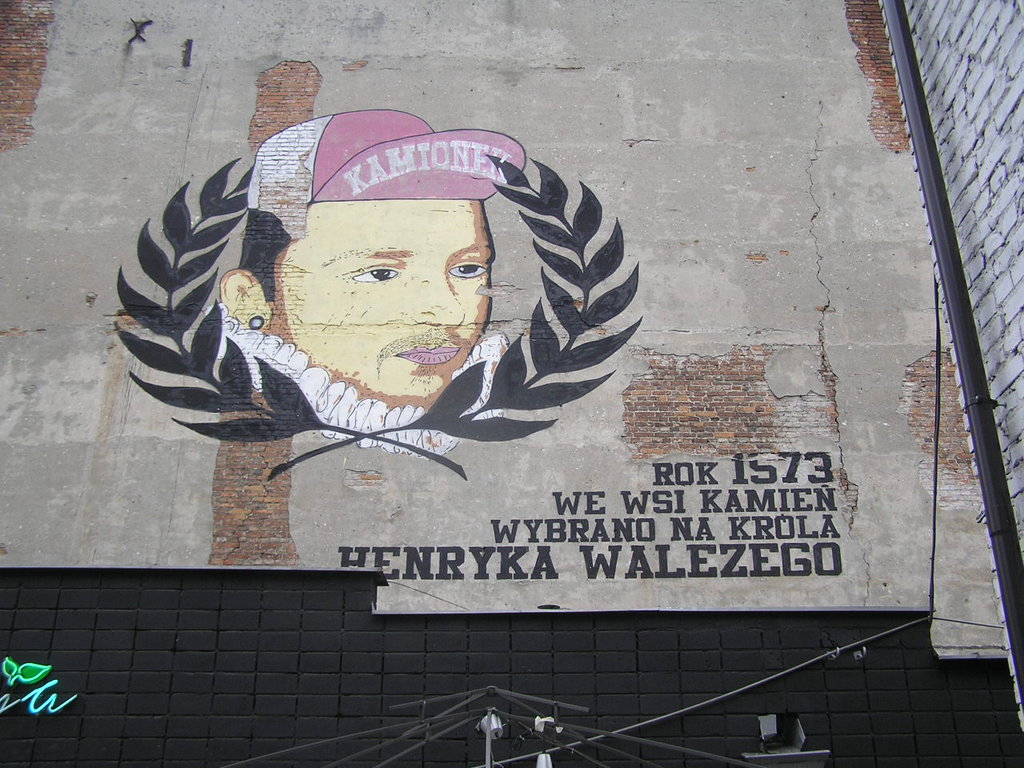 KAMIONEK
ROK 1573
WE WSI KAMIEŃ
WYBRANO NA KRÓLA
HENRYKA WALEZEGO